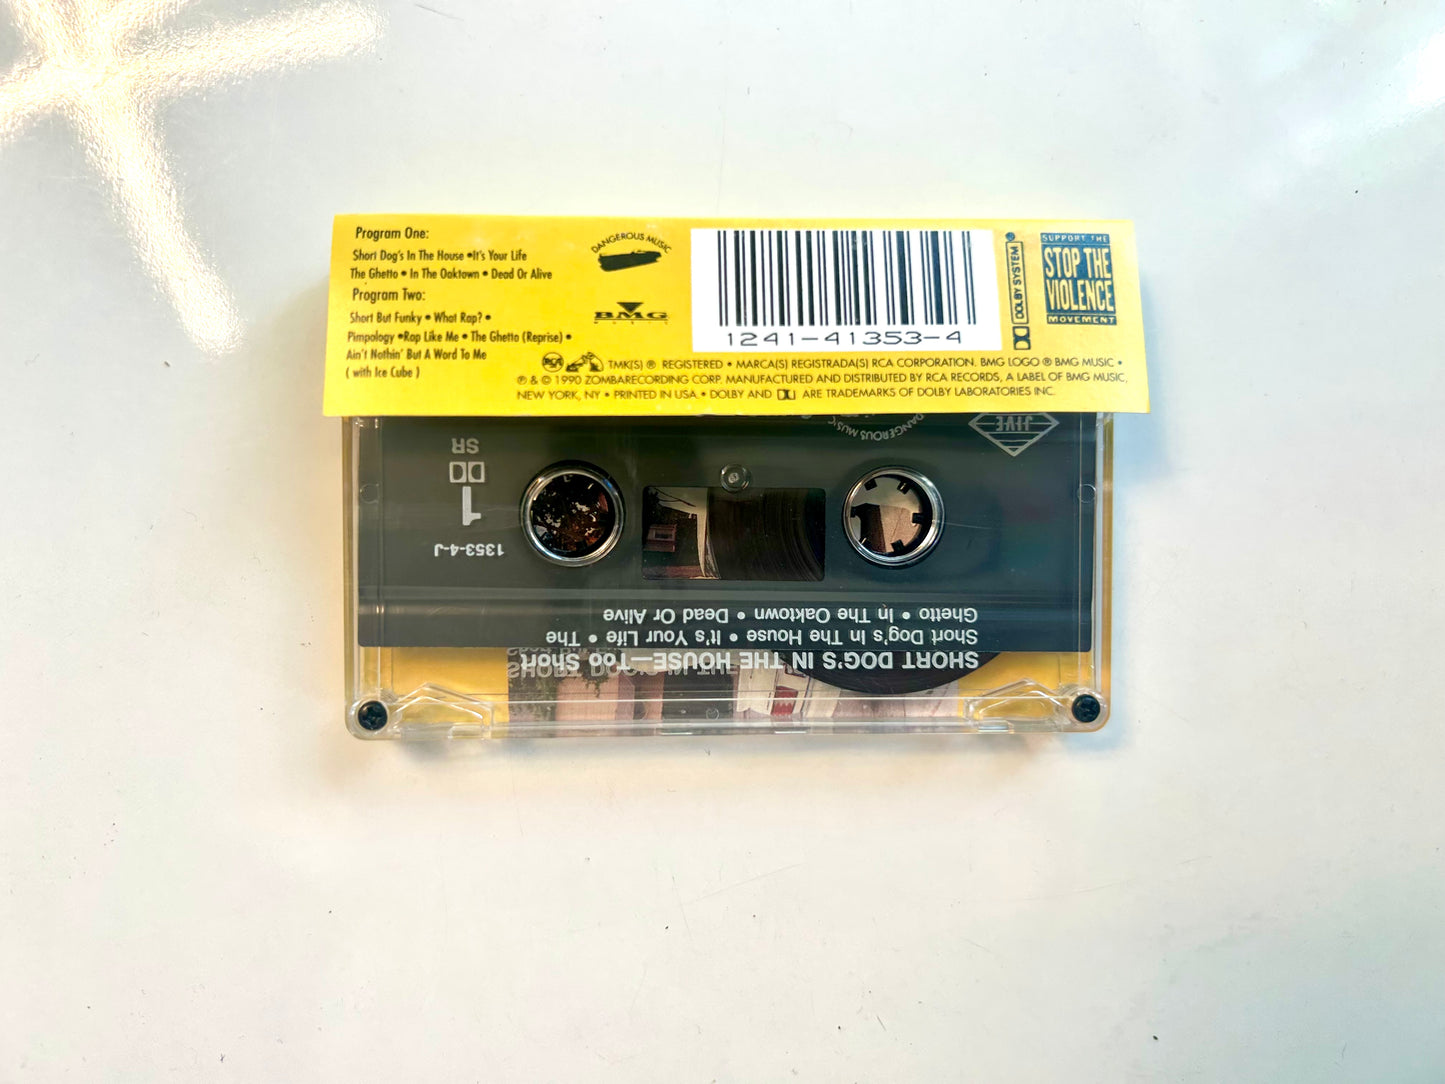 Program One:
Short Dog's In The House •It's Your Life
The Ghetto • In The Oaktown • Dead Or Alive
Program Two:
Short But Funky • What Rap? •
Pimpology •Rap Like Me • The Ghetto (Reprise) •
Ain't Nothin' But A Word To Me
( with Ice Cube )
DANGEROUS MUSIC
BMG
MUSIC
1241-41353-4
DOLBY SYSTEM®
SUPPORT THE
STOP THE
VIOLENCE
MOVEMENT
RCA
TMK(S) ® REGISTERED • MARCA(S) REGISTRADA(S) RCA CORPORATION. BMG LOGO ® BMG MUSIC •
℗ & © 1990 ZOMBARECORDING CORP. MANUFACTURED AND DISTRIBUTED BY RCA RECORDS, A LABEL OF BMG MUSIC,
NEW YORK, NY • PRINTED IN USA • DOLBY AND ARE TRADEMARKS OF DOLBY LABORATORIES INC.
SHORT DOG'S IN THE HOUSE—Too Short
Short Dog's In The House • It's Your Life • The
Ghetto • In The Oaktown • Dead Or Alive
1353-4-J
1
SR
JIVE
DANGEROUS MUSIC